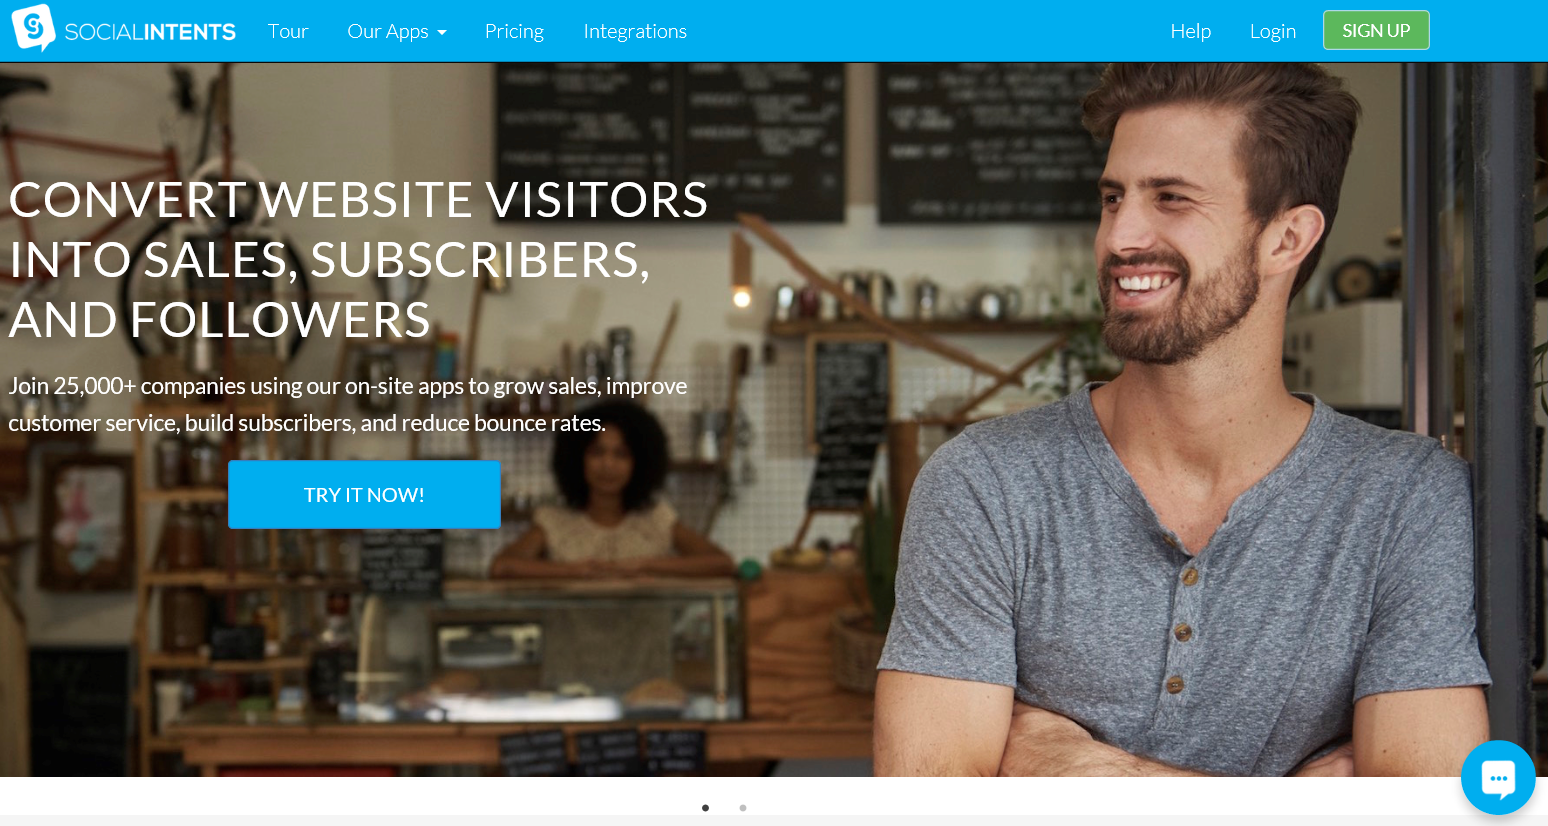 SOCIALINTENTS
Tour
Our Apps
Pricing
Integrations
Help
Login
SIGN UP
CONVERT WEBSITE VISITORS
INTO SALES, SUBSCRIBERS,
AND FOLLOWERS
Join 25,000+ companies using our on-site apps to grow sales, improve
customer service, build subscribers, and reduce bounce rates.
TRY IT NOW!